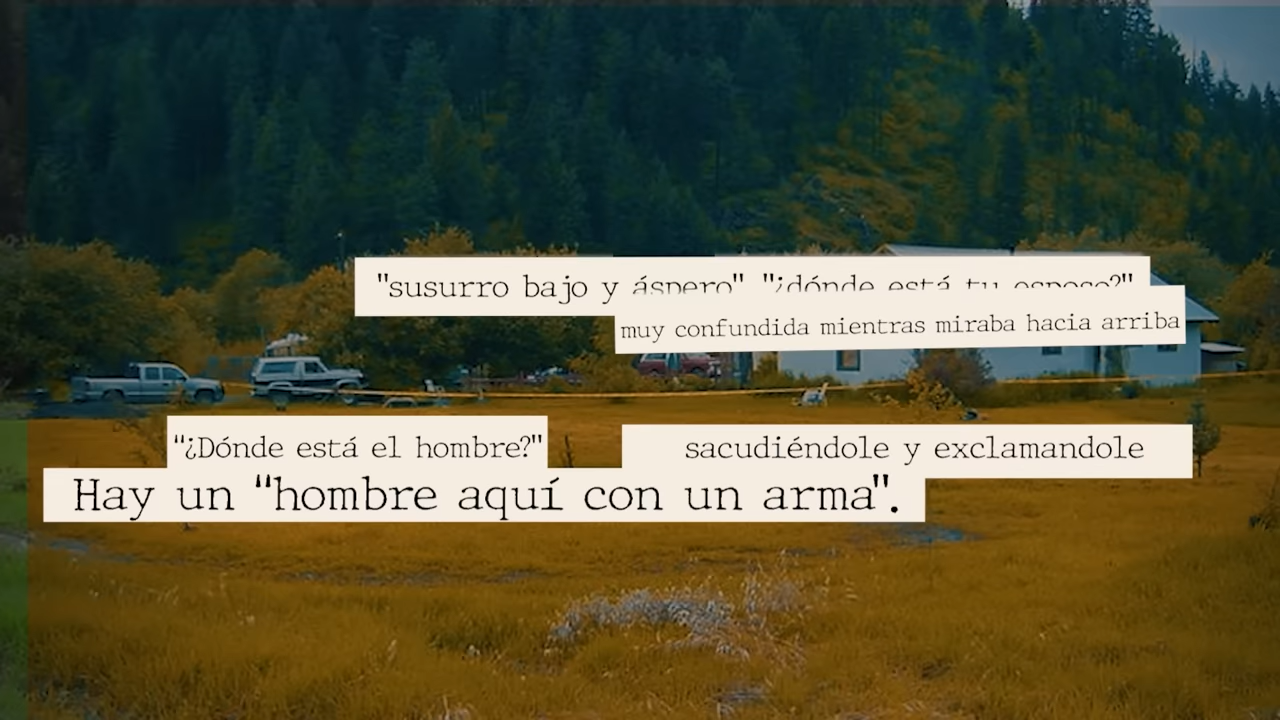 "susurro bajo y áspero" "¿dónde está tu esposo?"
muy confundida mientras miraba hacia arriba
"¿Dónde está el hombre?"
sacudiéndole y exclamandole
Hay un "hombre aquí con un arma".